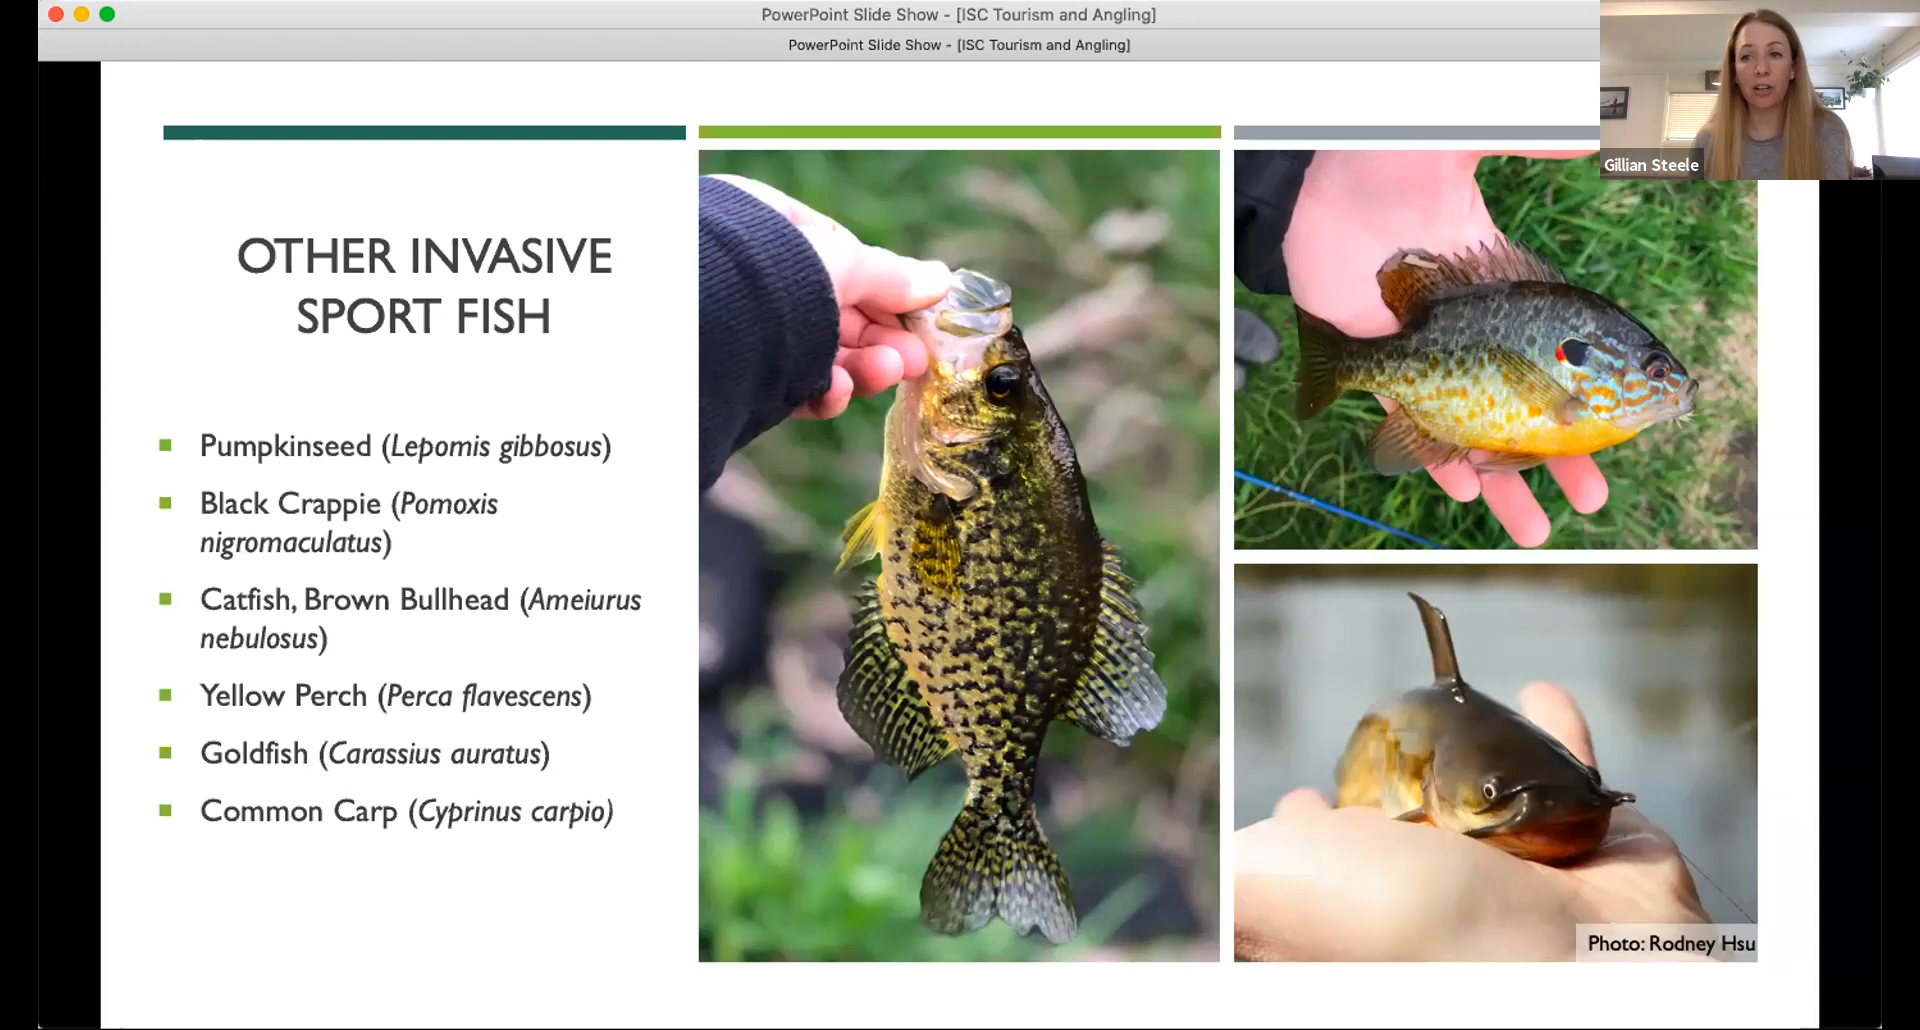 PowerPoint Slide Show - [ISC Tourism and Angling]
PowerPoint Slide Show - [ISC Tourism and Angling]
Gillian Steele
OTHER INVASIVE
SPORT FISH
Pumpkinseed (Lepomis gibbosus)
Black Crappie (Pomoxis
nigromaculatus)
Catfish, Brown Bullhead (Ameiurus
nebulosus)
Yellow Perch (Perca flavescens)
Goldfish (Carassius auratus)
Common Carp (Cyprinus carpio)
Photo: Rodney Hsu